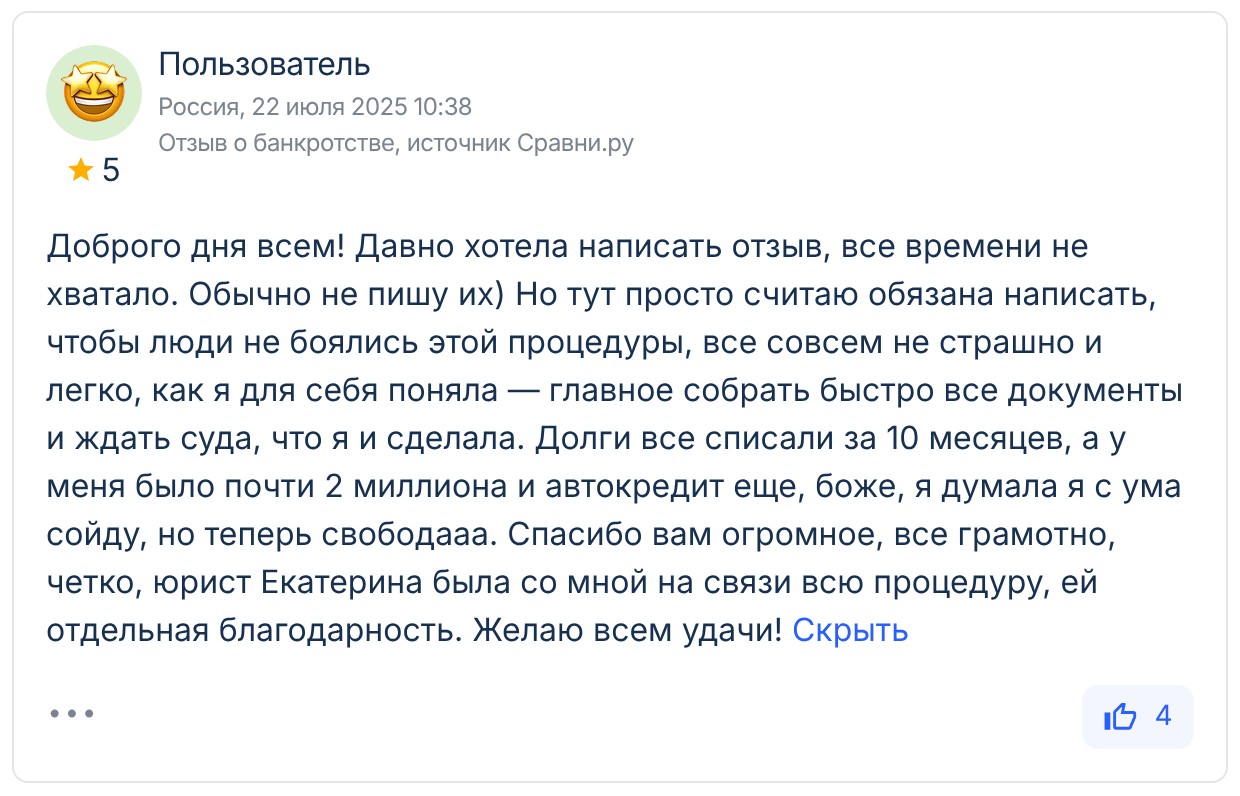 Пользователь
Россия, 22 июля 2025 10:38
Отзыв о банкротстве, источник Сравни.ру
5
Доброго дня всем! Давно хотела написать отзыв, все времени не
хватало. Обычно не пишу их) Но тут просто считаю обязана написать,
чтобы люди не боялись этой процедуры, все совсем не страшно и
легко, как я для себя поняла — главное собрать быстро все документы
и ждать суда, что я и сделала. Долги все списали за 10 месяцев, а у
меня было почти 2 миллиона и автокредит еще, боже, я думала я с ума
сойду, но теперь свободааа. Спасибо вам огромное, все грамотно,
четко, юрист Екатерина была со мной на связи всю процедуру, ей
отдельная благодарность. Желаю всем удачи! Скрыть
4